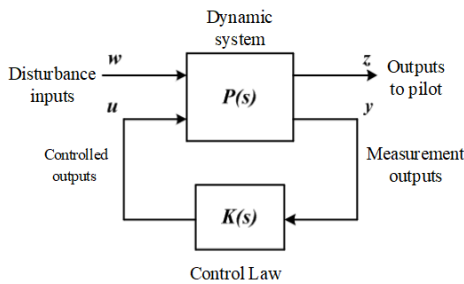 Dynamic
system
w
z
Disturbance
inputs
Outputs
to pilot
P(s)
u
y
Controlled
outputs
Measurement
outputs
K(s)
Control Law